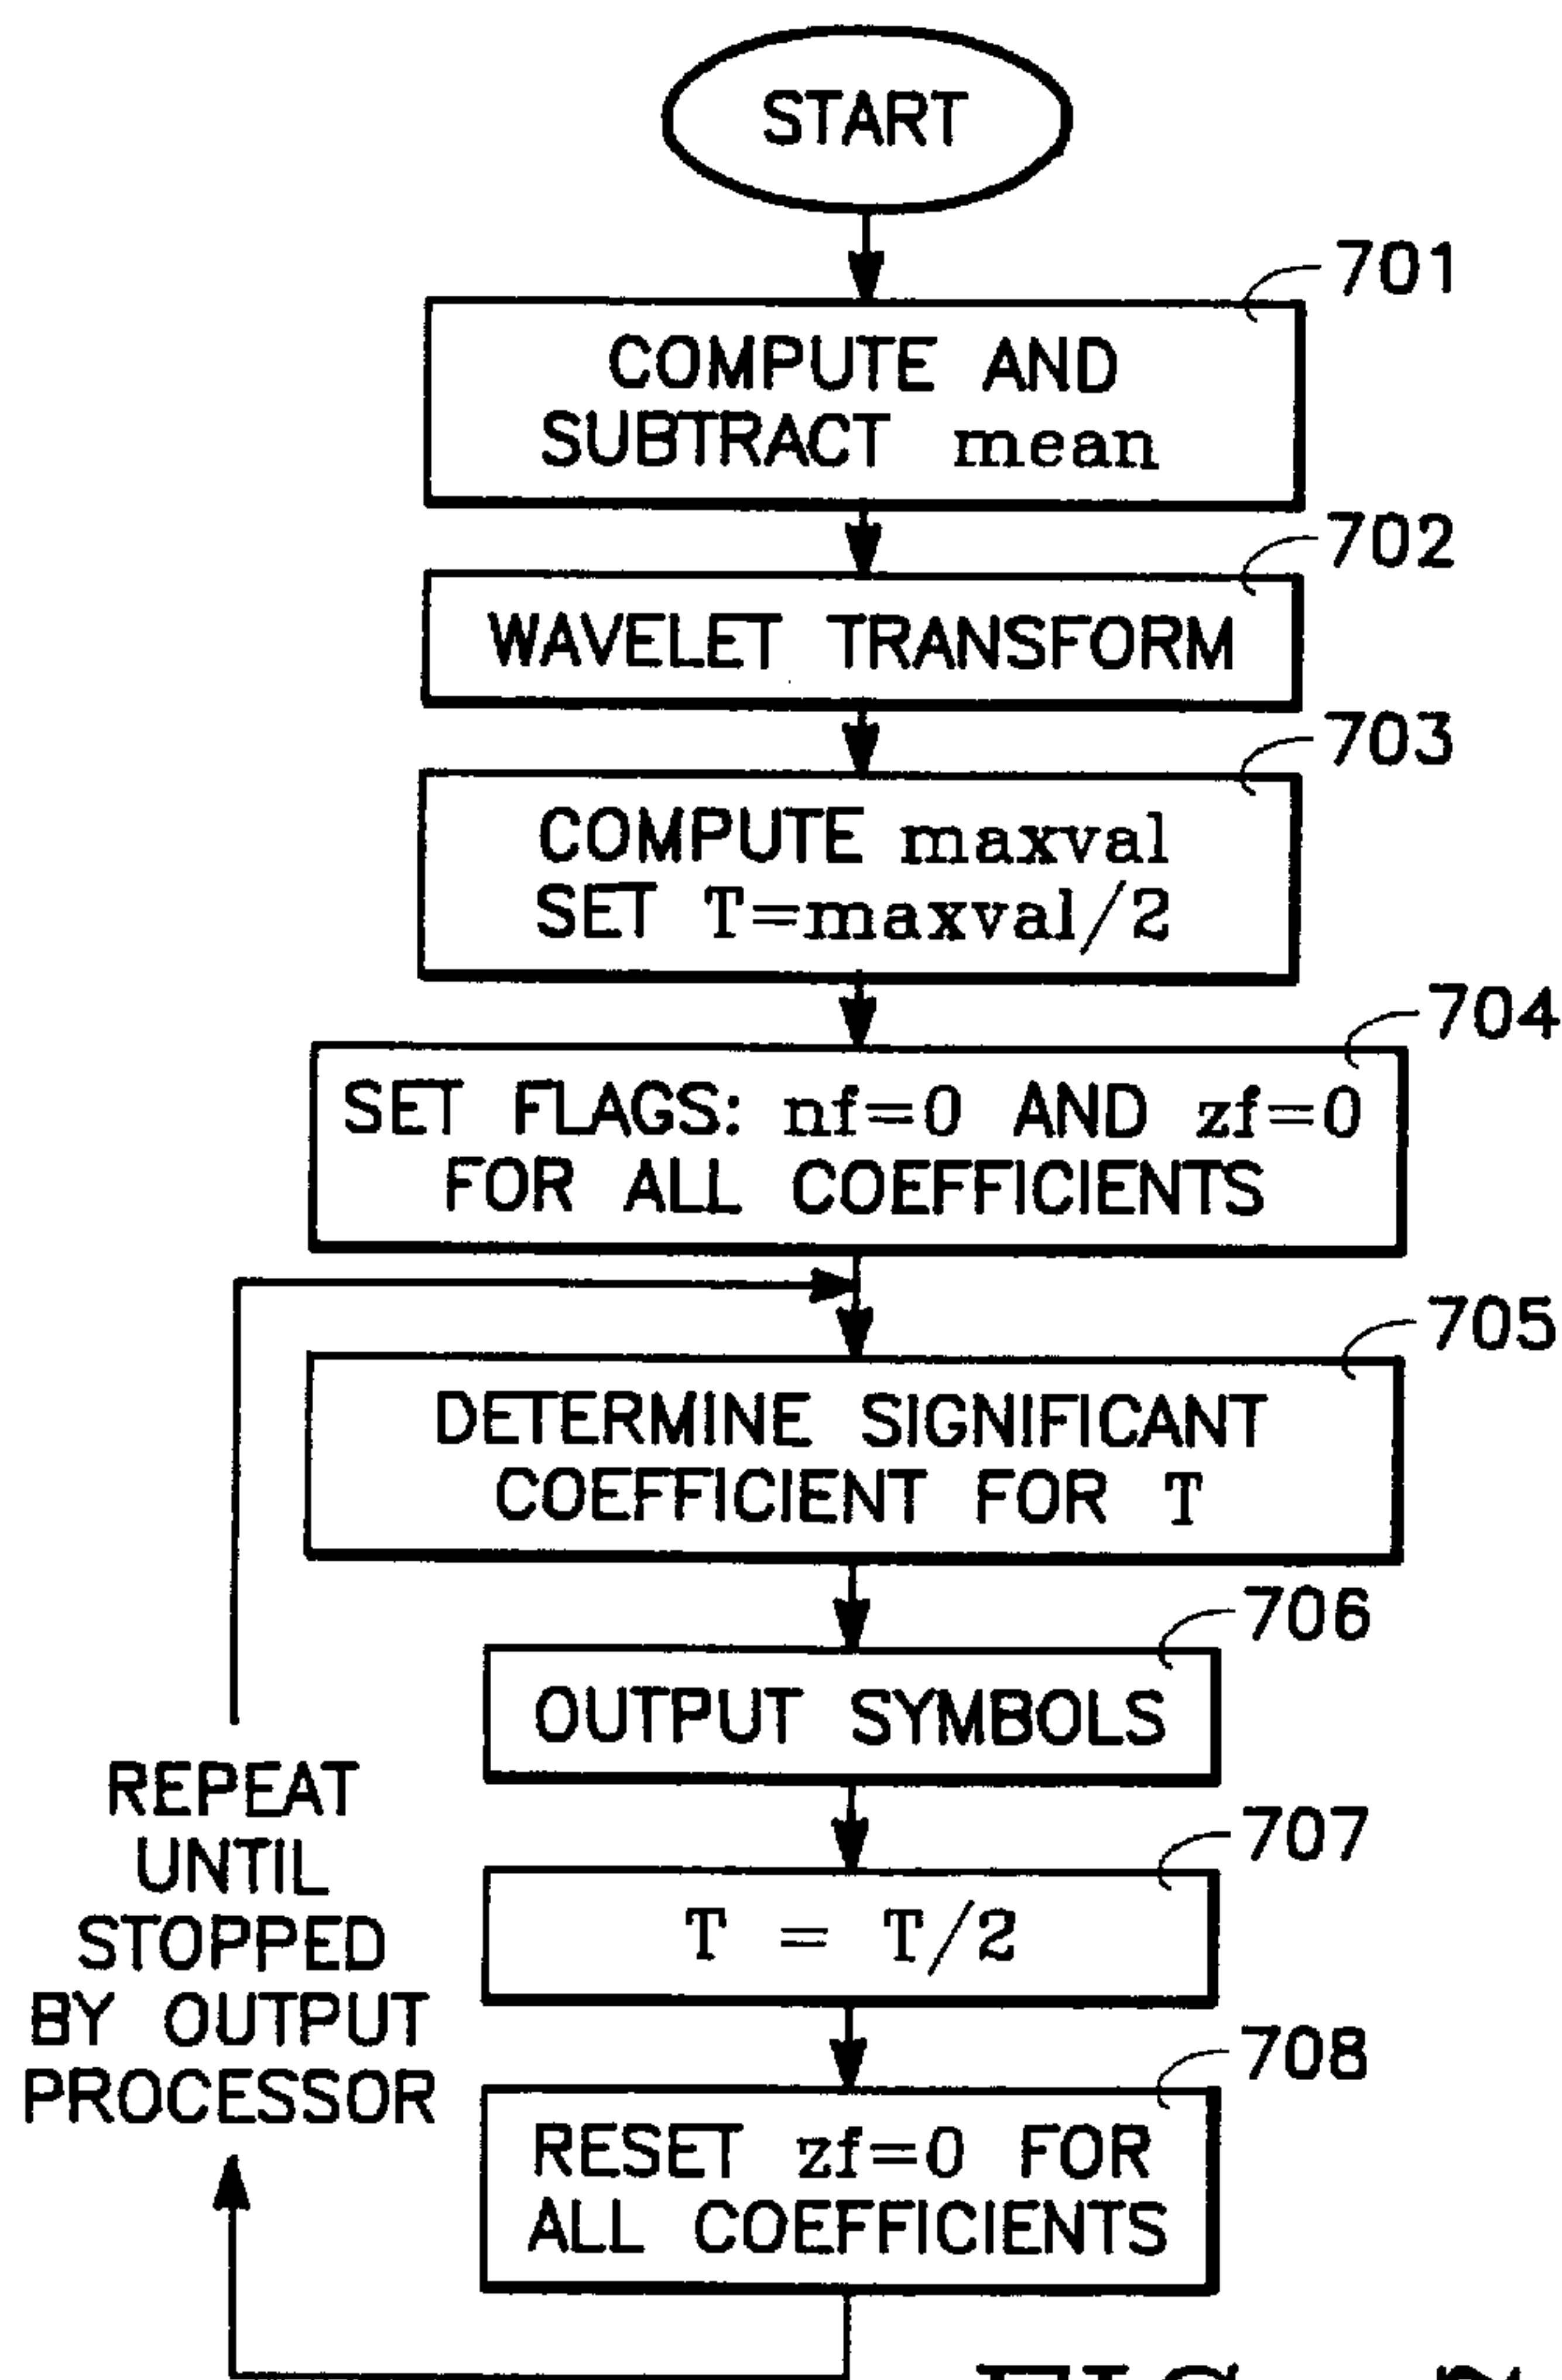 START
701
COMPUTE AND
SUBTRACT mean
702
WAVELET TRANSFORM
703
COMPUTE maxval
SET T=maxval/2
704
SET FLAGS: nf=0 AND zf=0
FOR ALL COEFFICIENTS
705
DETERMINE SIGNIFICANT
COEFFICIENT FOR T
706
OUTPUT SYMBOLS
707
T = T/2
708
RESET zf=0 FOR
ALL COEFFICIENTS
REPEAT
UNTIL
STOPPED
BY OUTPUT
PROCESSOR